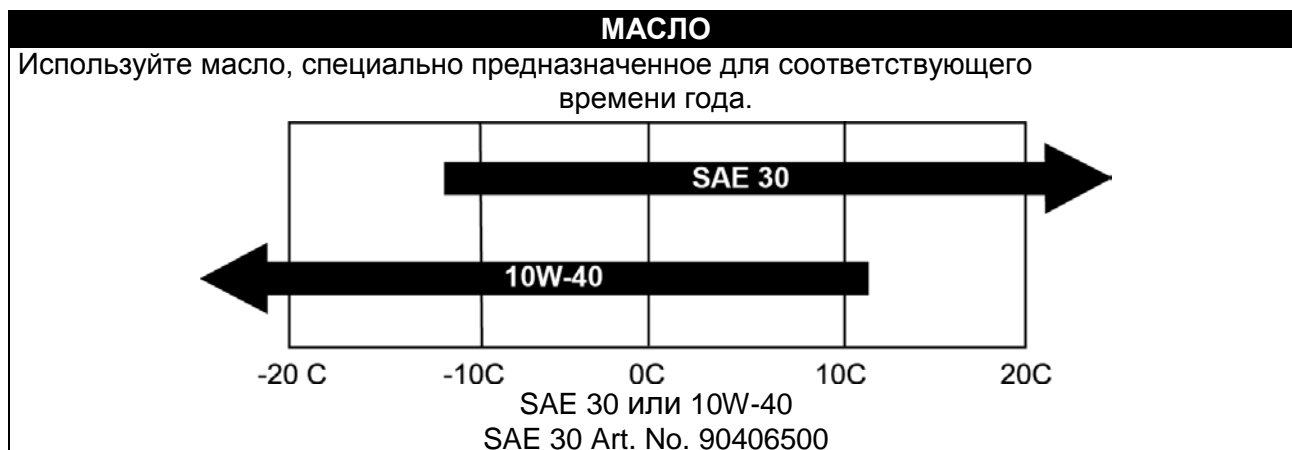 МАСЛО
Используйте масло, специально предназначенное для соответствующего
времени года.
SAE 30
10W-40
-20 C -10C 0C 10C 20C
SAE 30 или 10W-40
SAE 30 Art. No. 90406500